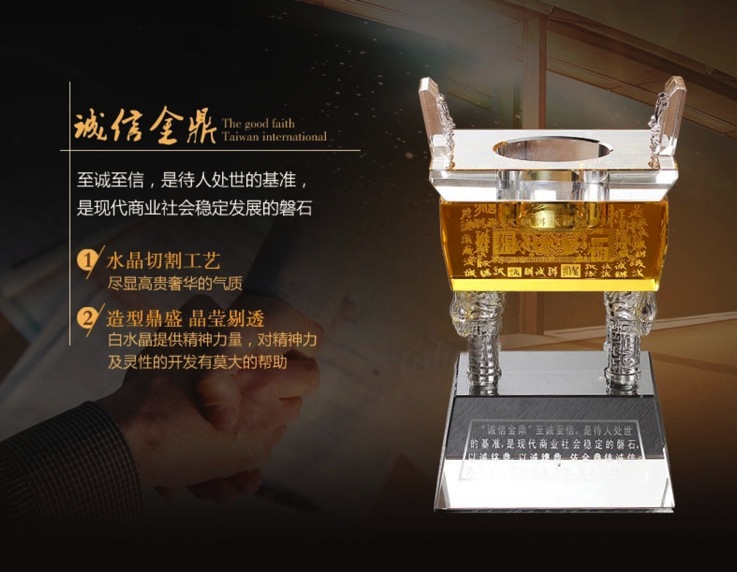 诚信金鼎
The good faith
Taiwan international
至诚至信，是待人处世的基准，
是现代商业社会稳定发展的磐石
1 水晶切割工艺
尽显高贵奢华的气质
2 造型鼎盛 晶莹剔透
白水晶提供精神力量，对精神力
及灵性的开发有莫大的帮助
“诚信金鼎”至诚至信，是待人处世
的基准，是现代商业社会稳定的磐石，